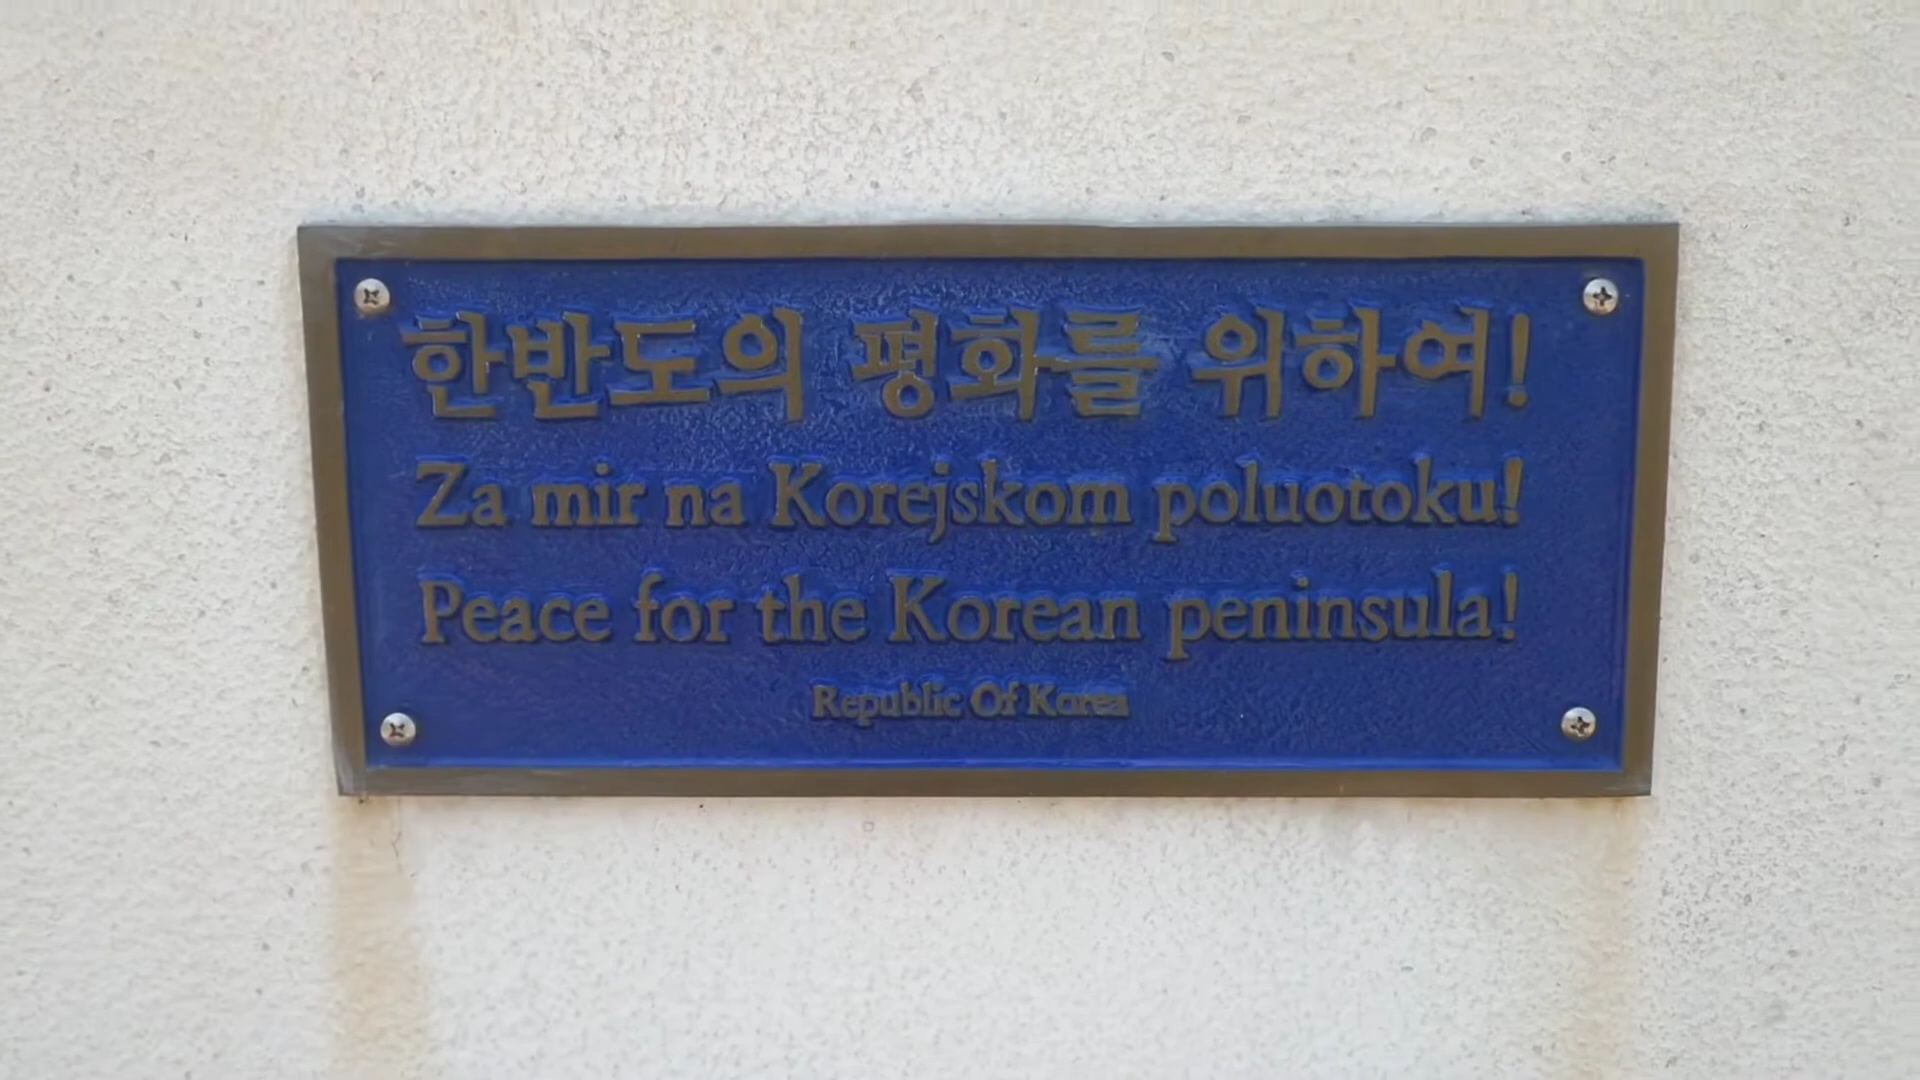 한반도의 평화를 위하여!
Za mir na Korejskom poluotoku!
Peace for the Korean peninsula!
Republic Of Korea